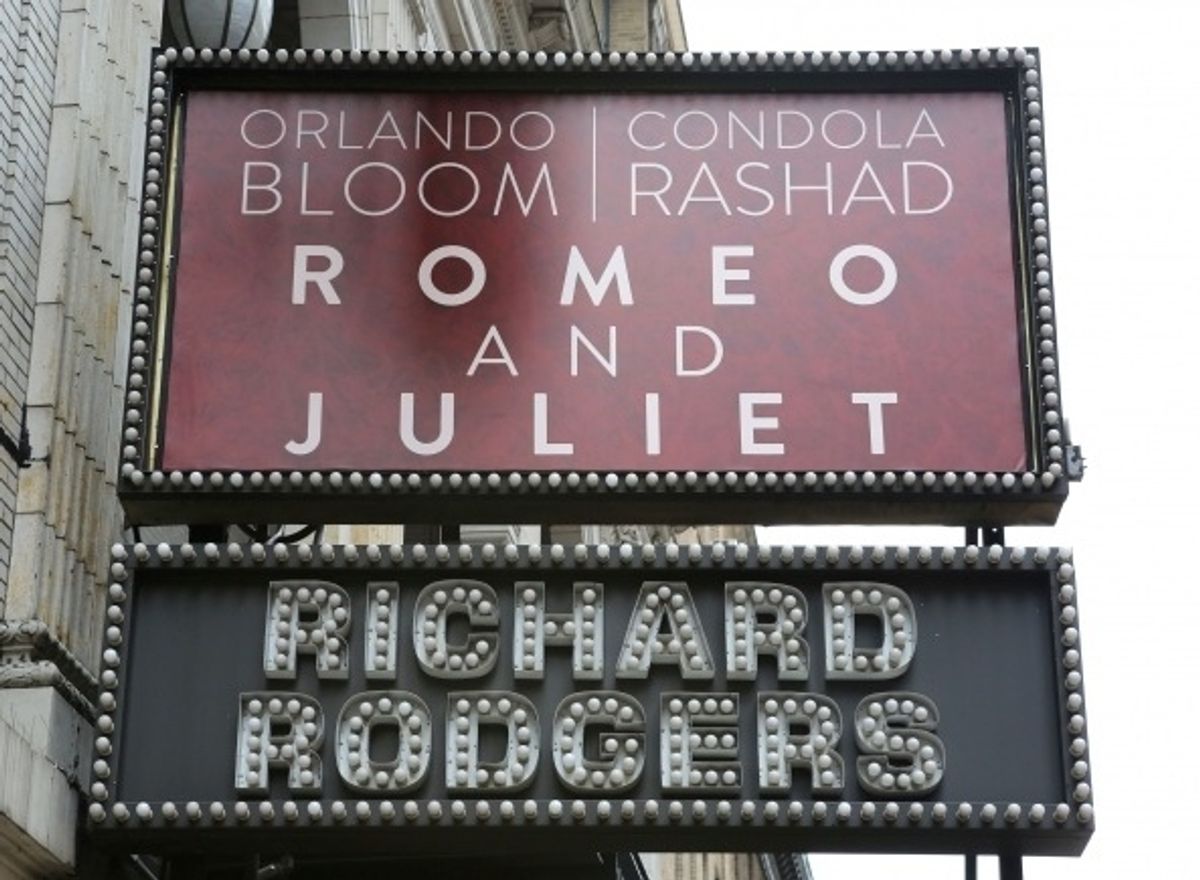 ORLANDO | CONDOLA
BLOOM | RASHAD
ROMEO
AND
JULIET
RICHARD
RODGERS